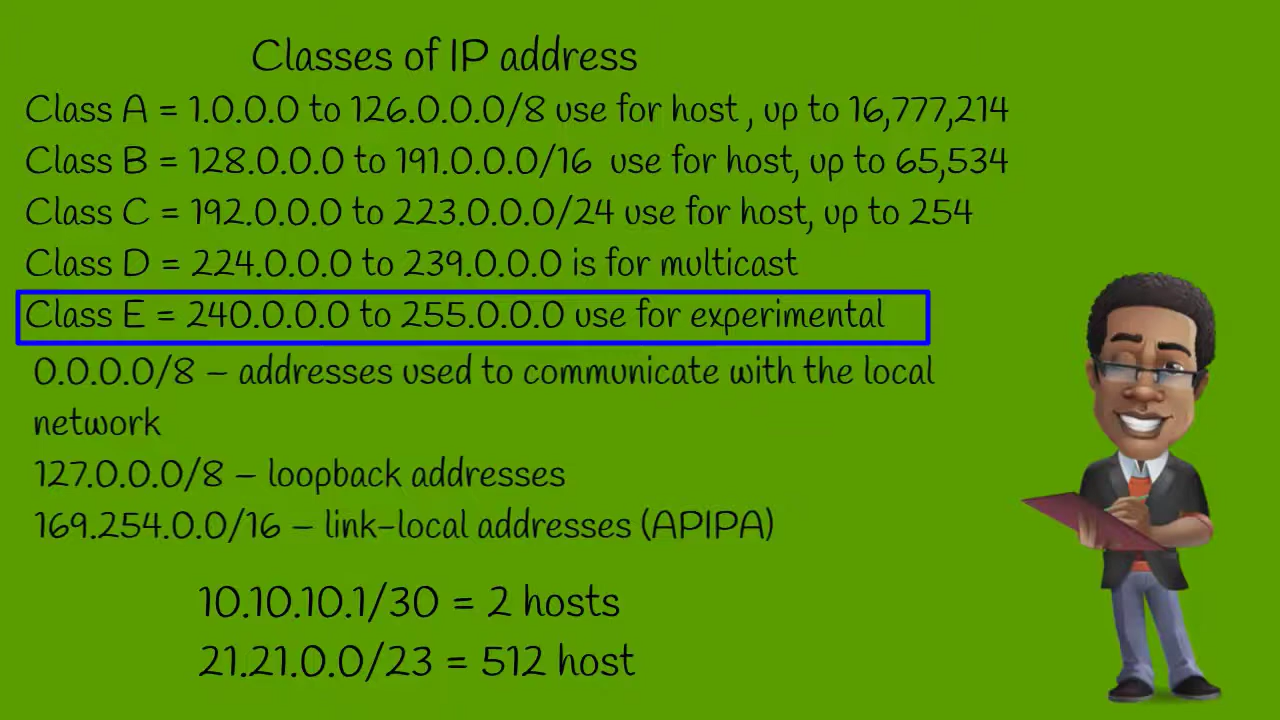 Classes of IP address
Class A = 1.0.0.0 to 126.0.0.0/8 use for host , up to 16,777,214
Class B = 128.0.0.0 to 191.0.0.0/16 use for host, up to 65,534
Class C = 192.0.0.0 to 223.0.0.0/24 use for host, up to 254
Class D = 224.0.0.0 to 239.0.0.0 is for multicast
Class E = 240.0.0.0 to 255.0.0.0 use for experimental
0.0.0.0/8 – addresses used to communicate with the local
network
127.0.0.0/8 – loopback addresses
169.254.0.0/16 – link-local addresses (APIPA)
10.10.10.1/30 = 2 hosts
21.21.0.0/23 = 512 host